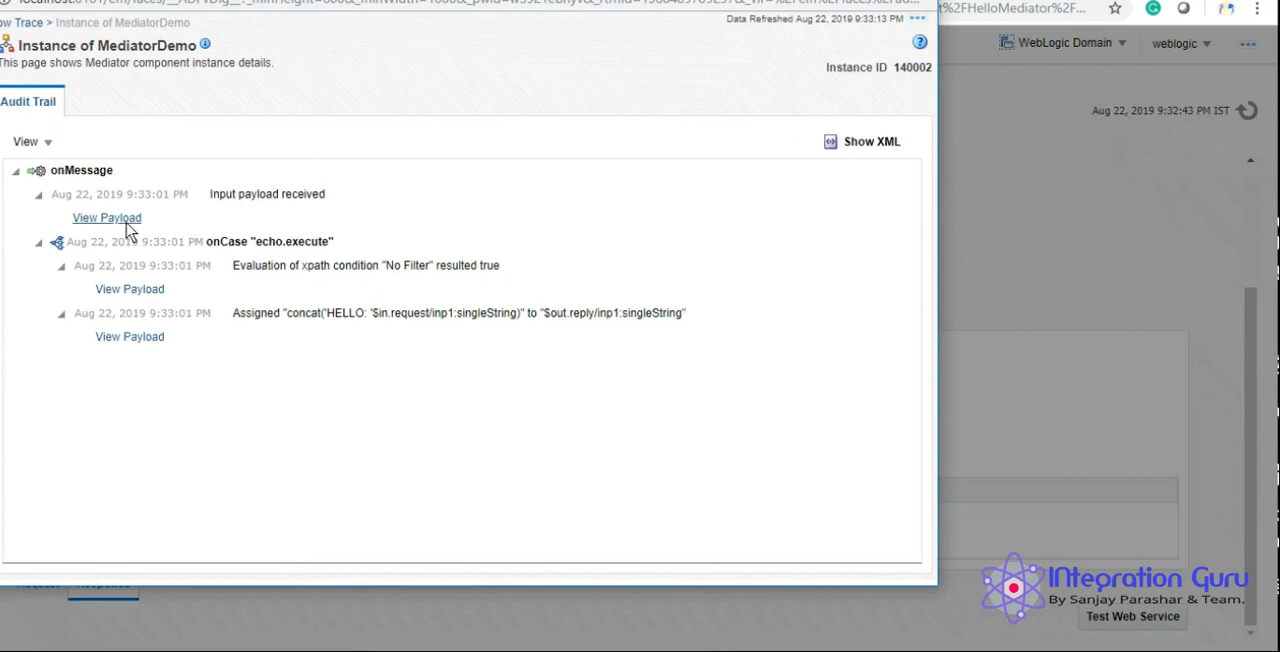 t%2FHelloMediator%2F...
ow Trace > Instance of MediatorDemo
Data Refreshed Aug 22, 2019 9:33:13 PM
Instance of MediatorDemo
This page shows Mediator component instance details.
Instance ID 140002
WebLogic Domain
weblogic
Aug 22, 2019 9:32:43 PM IST
Audit Trail
View
Show XML
onMessage
Aug 22, 2019 9:33:01 PM Input payload received
View Payload
Aug 22, 2019 9:33:01 PM onCase "echo.execute"
Aug 22, 2019 9:33:01 PM Evaluation of xpath condition "No Filter" resulted true
View Payload
Aug 22, 2019 9:33:01 PM Assigned "concat('HELLO: '$in.request/inp1:singleString)" to "$out.reply/inp1:singleString"
View Payload
INtegration Guru
By Sanjay Parashar & Team.
Test Web Service